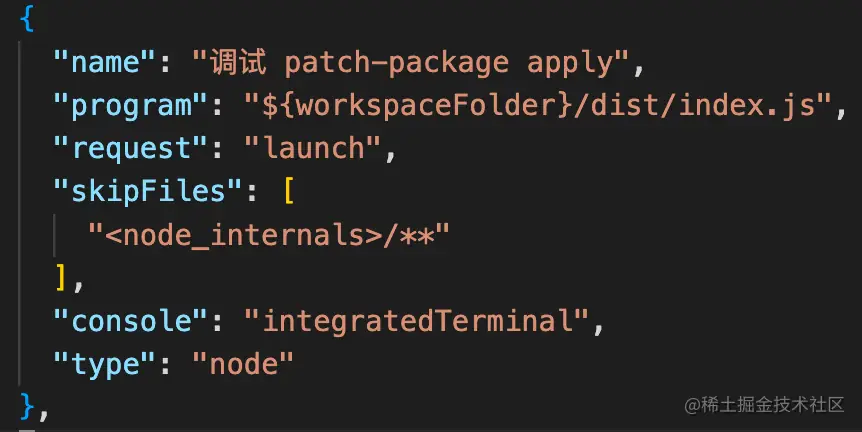 {
"name": "调试 patch-package apply",
"program": "${workspaceFolder}/dist/index.js",
"request": "launch",
"skipFiles": [
"<node_internals>/**"
],
"console": "integratedTerminal",
"type": "node"
},
@稀土掘金技术社区